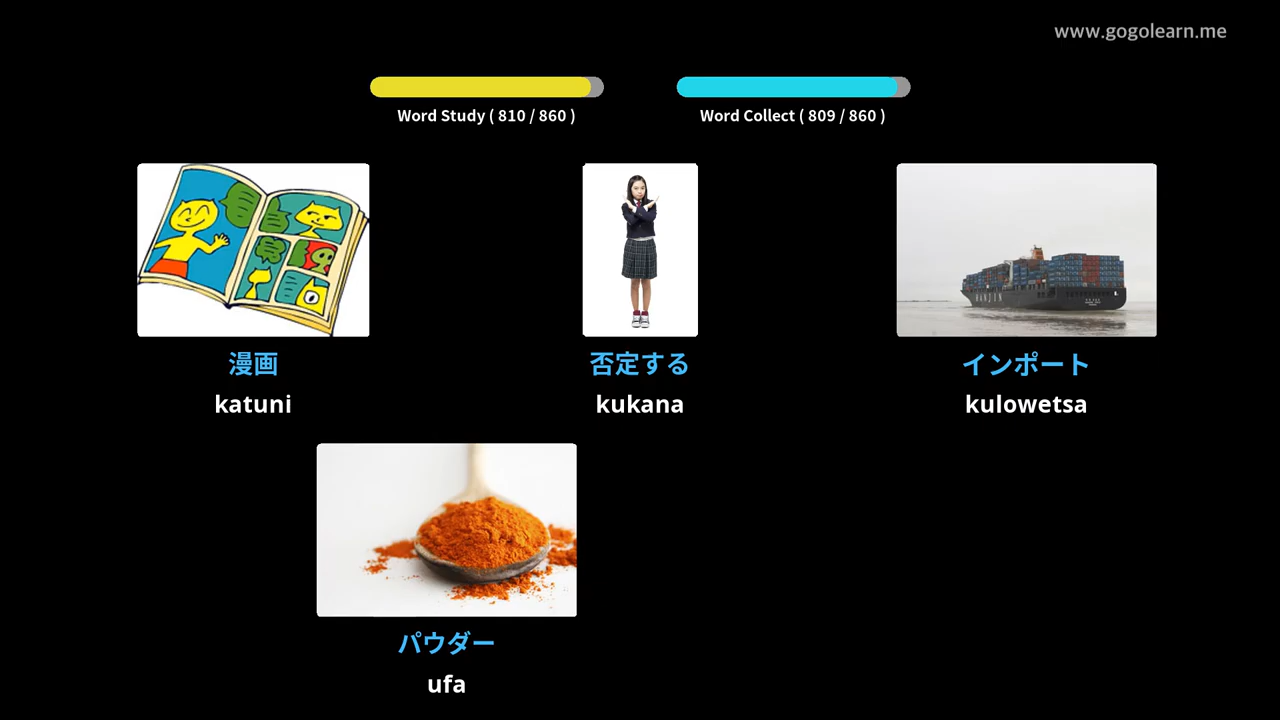 www.gogolearn.me
Word Study ( 810 / 860 )
Word Collect ( 809 / 860 )
漫画
否定する
インポート
katuni
kukana
kulowetsa
HANJIN
パウダー
ufa